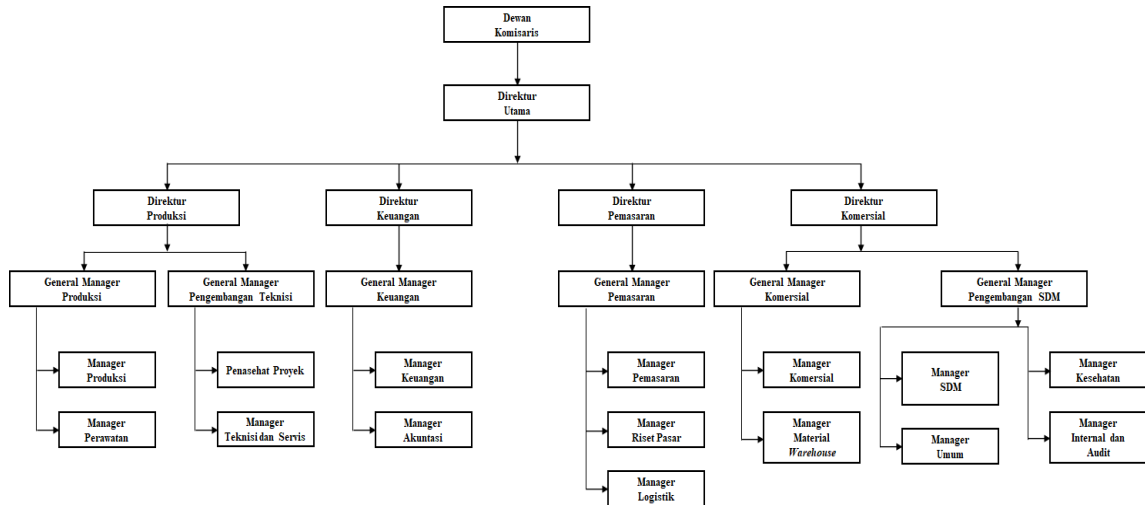 Dewan
Komisaris
Direktur
Utama
Direktur
Produksi
Direktur
Keuangan
Direktur
Pemasaran
Direktur
Komersial
General Manager
Produksi
General Manager
Pengembangan Teknisi
General Manager
Keuangan
General Manager
Pemasaran
General Manager
Komersial
General Manager
Pengembangan SDM
Manager
Produksi
Penasehat Proyek
Manager
Keuangan
Manager
Pemasaran
Manager
Komersial
Manager
SDM
Manager
Kesehatan
Manager
Perawatan
Manager
Teknisi dan Servis
Manager
Akuntasi
Manager
Riset Pasar
Manager
Material
Warehouse
Manager
Umum
Manager
Internal dan
Audit
Manager
Logistik